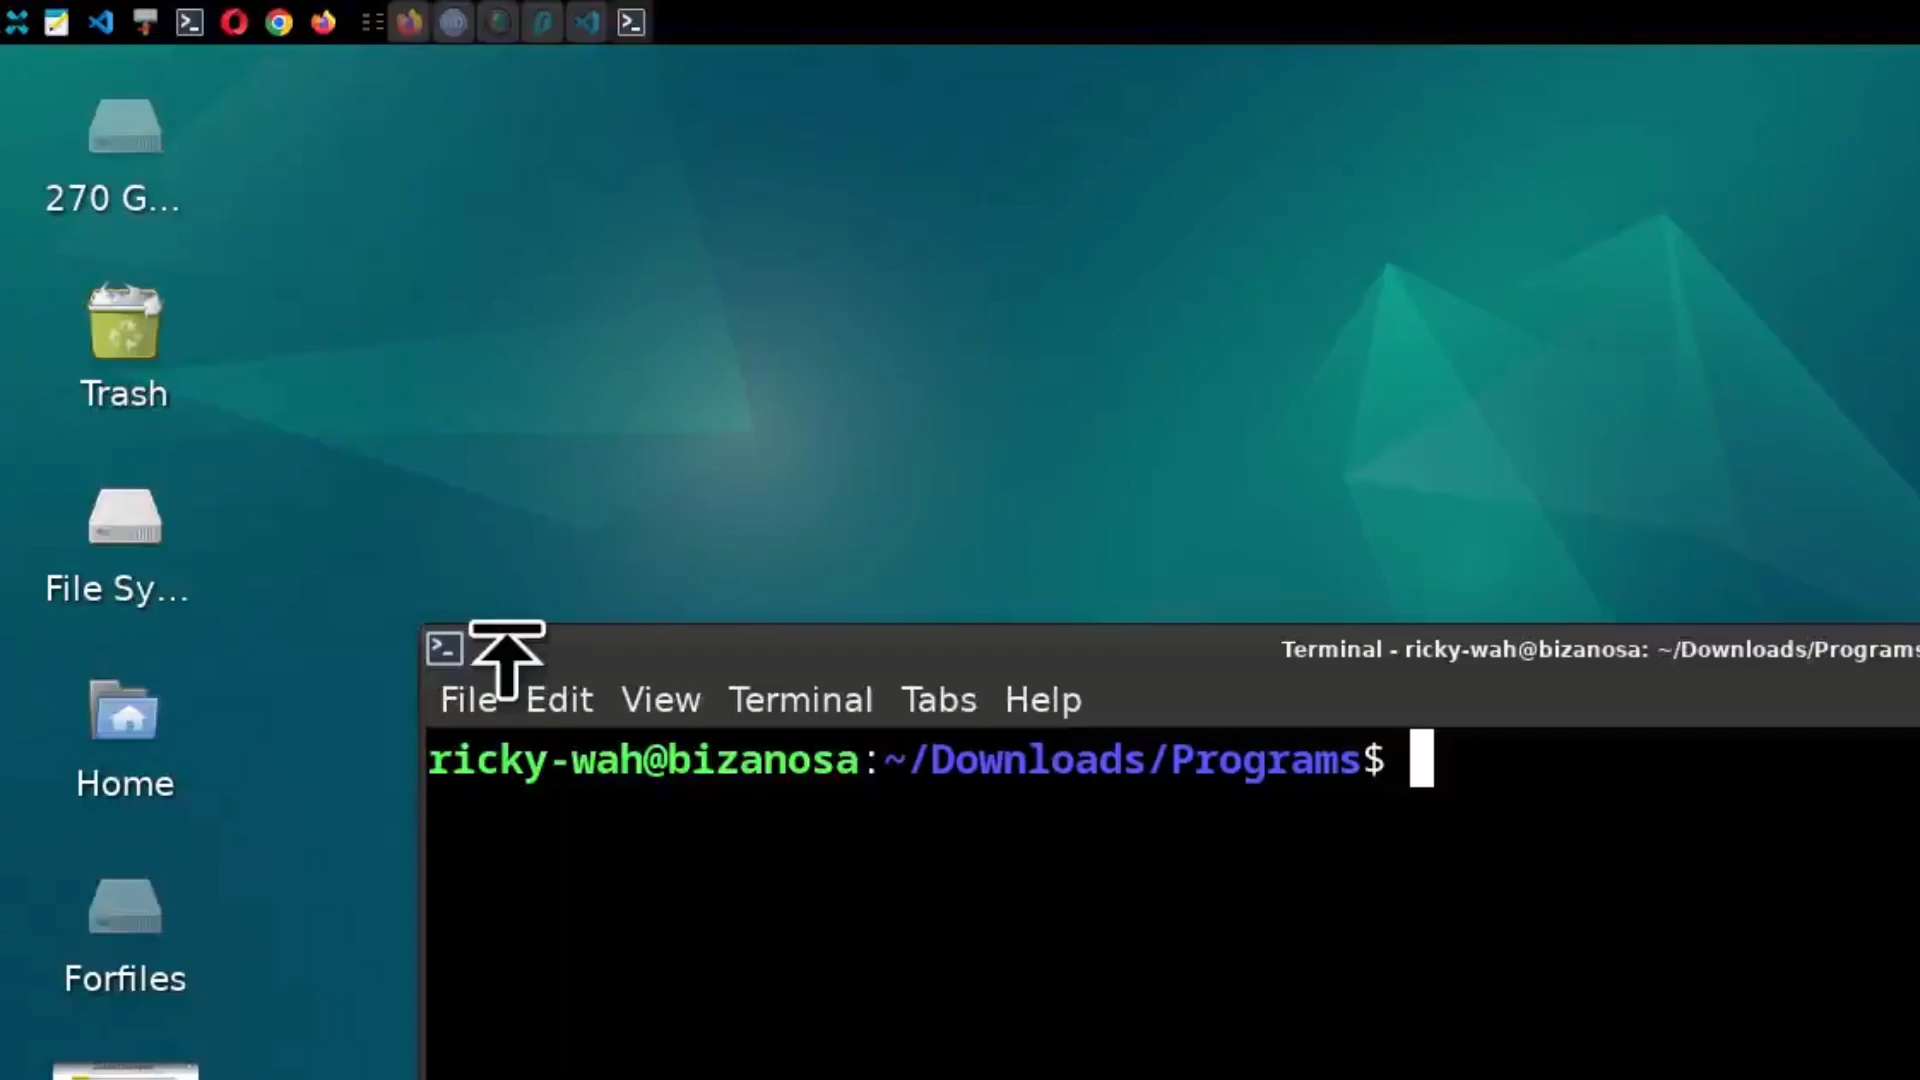 270 G...
Trash
File Sy...
Home
Forfiles
Terminal - ricky-wah@bizanosa: ~/Downloads/Programs
File Edit View Terminal Tabs Help
ricky-wah@bizanosa:~/Downloads/Programs$